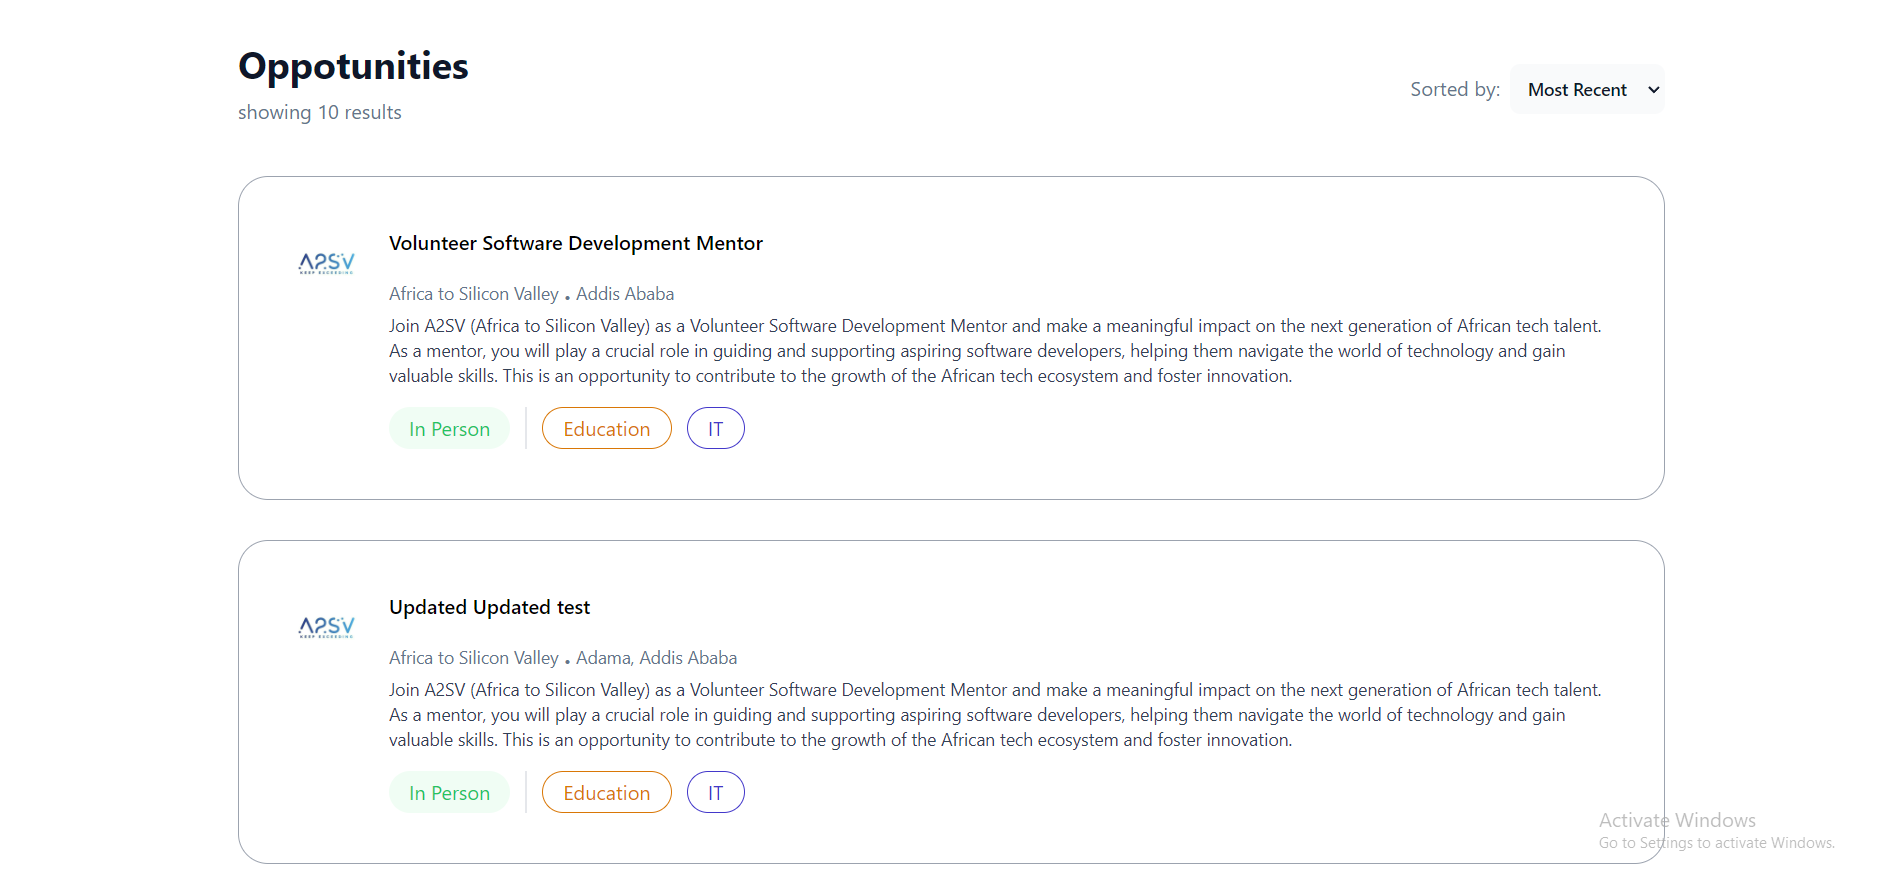 Oppotunities
showing 10 results
Sorted by: Most Recent
A2SV
KEEP EXCEEDING
Volunteer Software Development Mentor
Africa to Silicon Valley . Addis Ababa
Join A2SV (Africa to Silicon Valley) as a Volunteer Software Development Mentor and make a meaningful impact on the next generation of African tech talent.
As a mentor, you will play a crucial role in guiding and supporting aspiring software developers, helping them navigate the world of technology and gain
valuable skills. This is an opportunity to contribute to the growth of the African tech ecosystem and foster innovation.
In Person Education IT
A2SV
KEEP EXCEEDING
Updated Updated test
Africa to Silicon Valley . Adama, Addis Ababa
Join A2SV (Africa to Silicon Valley) as a Volunteer Software Development Mentor and make a meaningful impact on the next generation of African tech talent.
As a mentor, you will play a crucial role in guiding and supporting aspiring software developers, helping them navigate the world of technology and gain
valuable skills. This is an opportunity to contribute to the growth of the African tech ecosystem and foster innovation.
In Person Education IT
Activate Windows
Go to Settings to activate Windows.